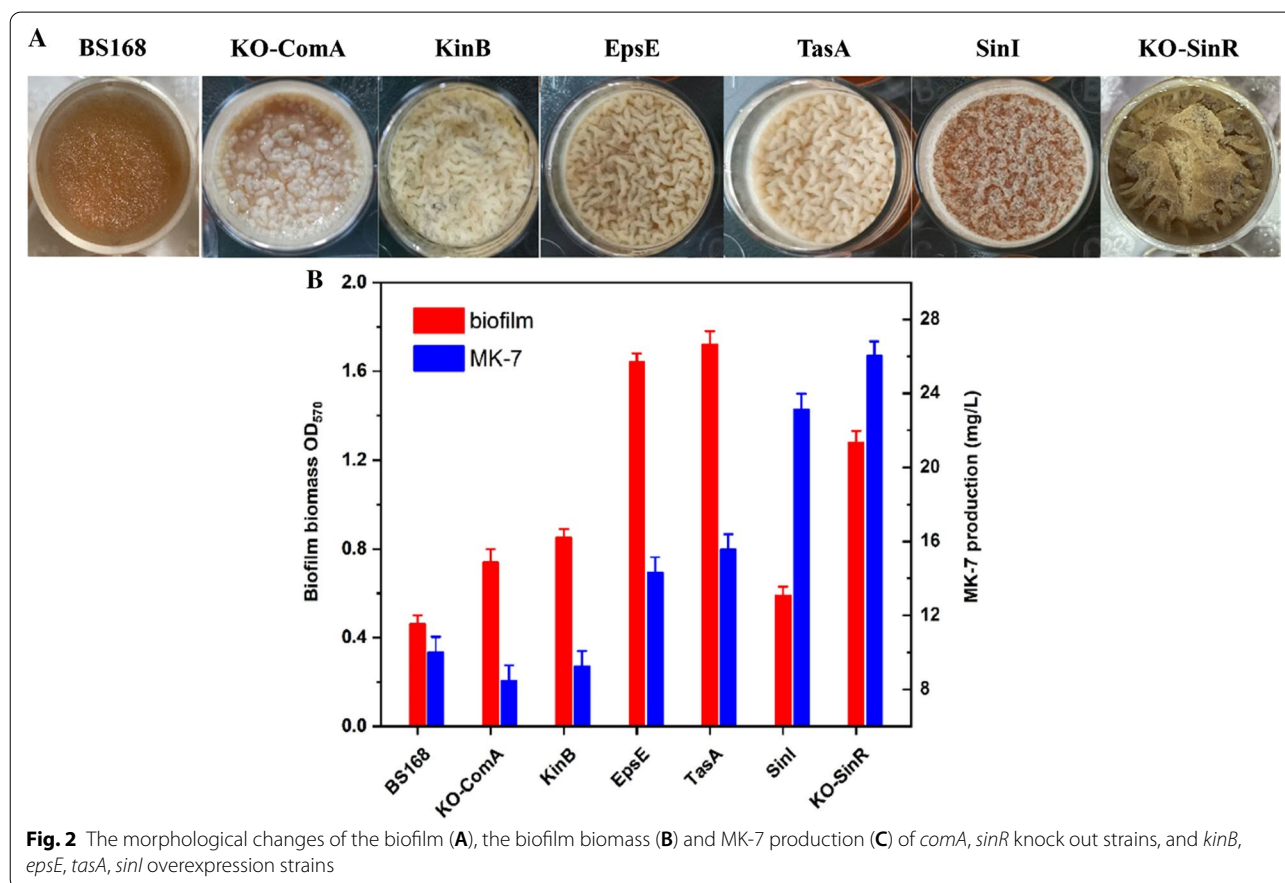 A
BS168 KO-ComA KinB EpsE TasA SinI KO-SinR
B
biofilm
MK-7
Biofilm biomass OD570
2.0
1.6
1.2
0.8
0.4
0.0
MK-7 production (mg/L)
28
24
20
16
12
8
BS168 KO-ComA KinB EpsE TasA SinI KO-SinR
Fig. 2 The morphological changes of the biofilm (A), the biofilm biomass (B) and MK-7 production (C) of comA, sinR knock out strains, and kinB,
epsE, tasA, sinI overexpression strains